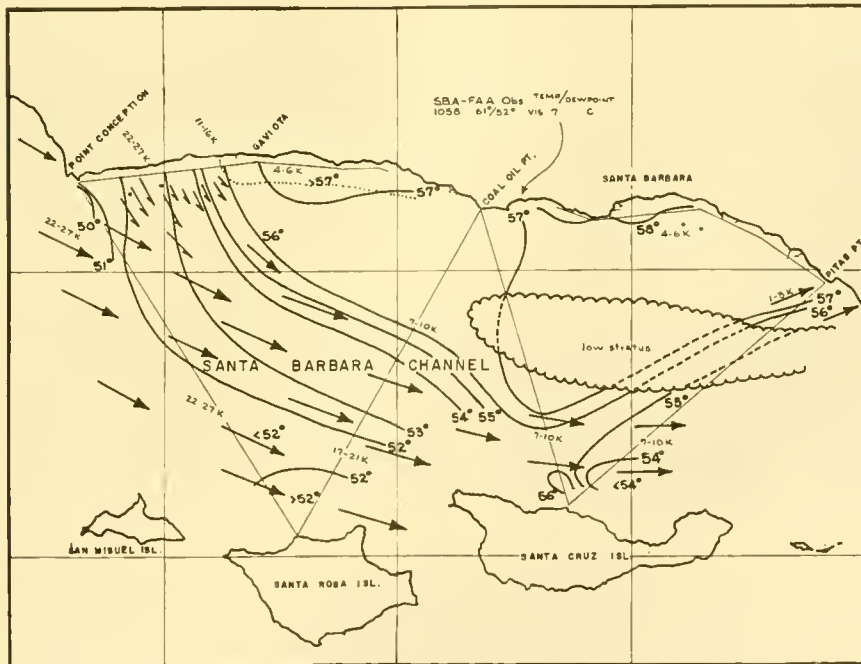 SBA-FAA Obs TEMP/DEWPOINT
1058 61°/52° VIS 7 C
POINT CONCEPTION
22-27K
11-16K
GAVIOTA
4-6K
>57°
57°
COAL OIL PT.
SANTA BARBARA
57°
58°
4-6K
PITAS PT.
50°
22-27K
51°
56°
1-3K
57°
56°
7-10K
low stratus
SANTA BARBARA CHANNEL
22-27K
54°
55°
55°
<52°
53°
52°
17-21K
7-10K
7-10K
54°
52°
>52°
56°
<54°
SAN MIGUEL ISL.
SANTA ROSA ISL.
SANTA CRUZ ISL.